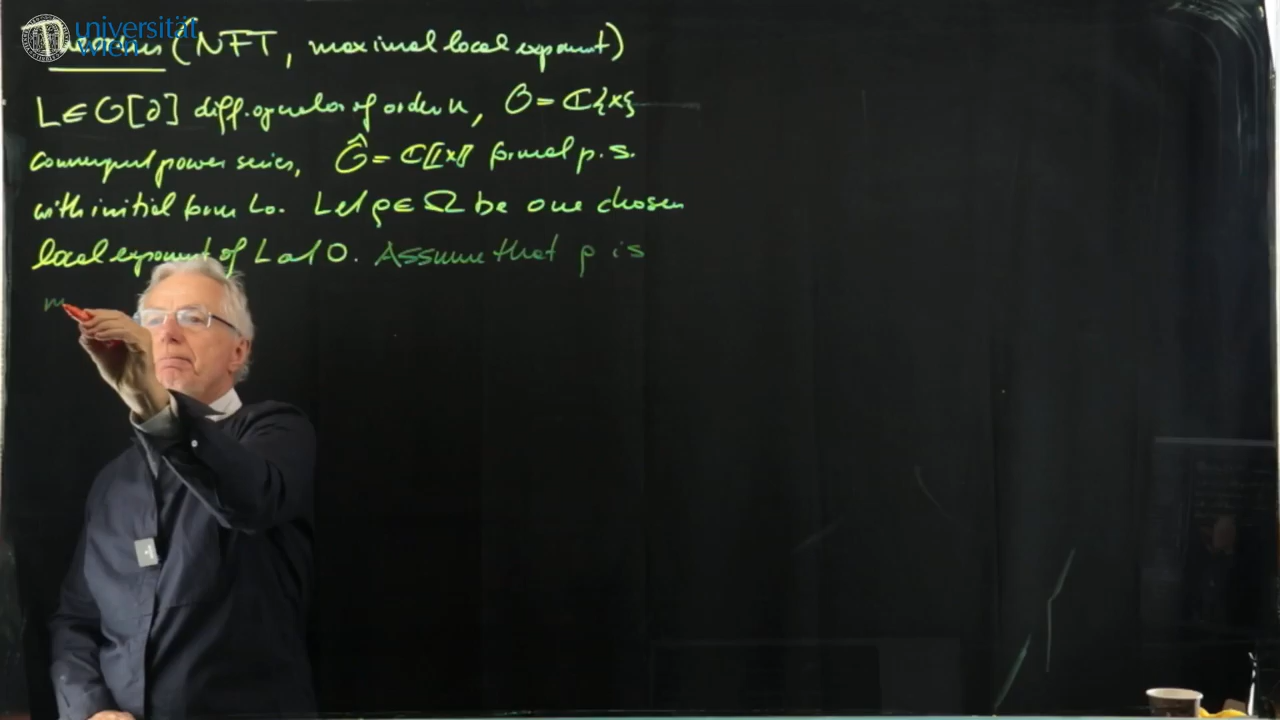 universität
wien
Theorem (NFT, maximal local exponent)
L ∈ O[∂] diff. operator of order n, O = ℂ{x}
convergent power series, Ô = ℂ[[x]] formal p.s.
with initial form L₀. Let ρ ∈ Ω be one chosen
local exponent of L at 0. Assume that ρ is
m